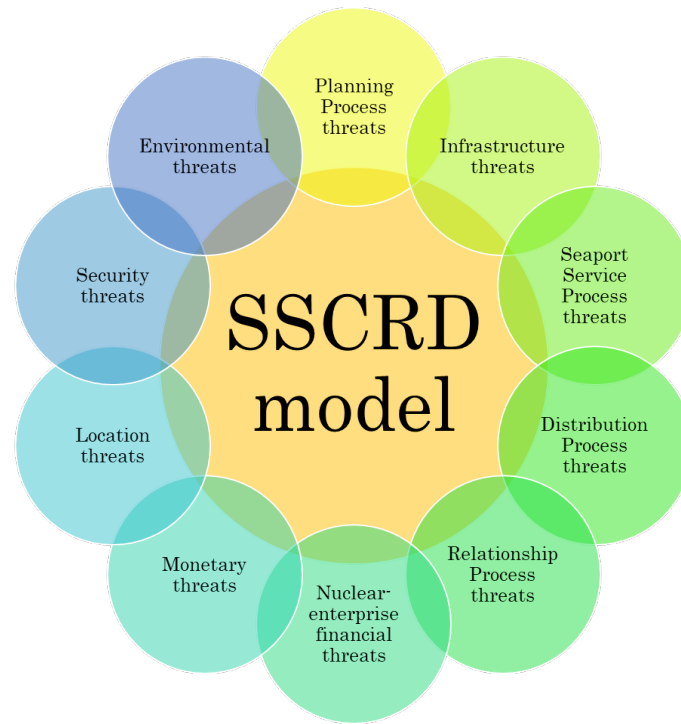 Planning
Process
threats
Infrastructure
threats
Seaport
Service
Process
threats
Distribution
Process
threats
Relationship
Process
threats
Nuclear-
enterprise
financial
threats
Monetary
threats
Location
threats
Security
threats
Environmental
threats
SSCRD
model